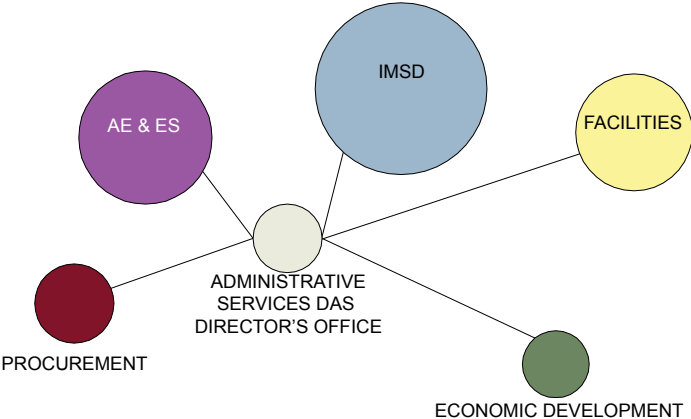 IMSD
AE & ES
FACILITIES
ADMINISTRATIVE
SERVICES DAS
DIRECTOR'S OFFICE
PROCUREMENT
ECONOMIC DEVELOPMENT